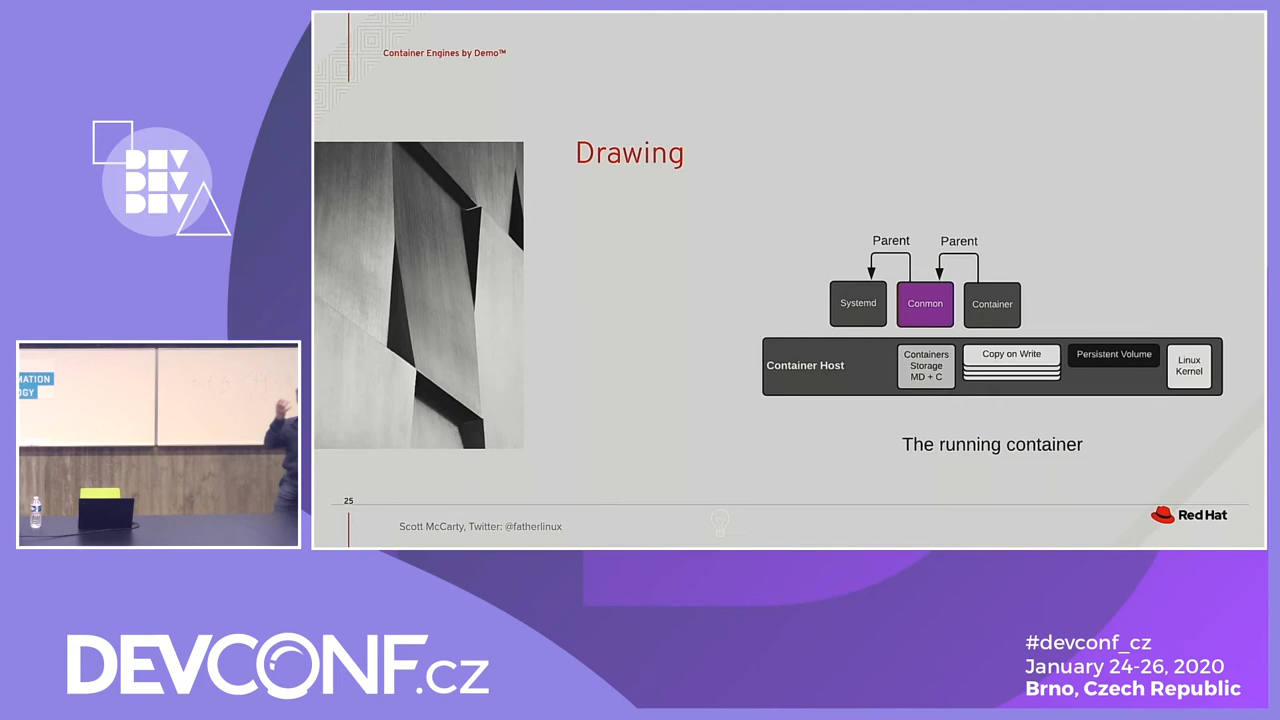 Container Engines by Demo™
Drawing
Parent Parent
Systemd
Conmon
Container
Container Host
Containers
Storage
MD + C
Copy on Write
Persistent Volume
Linux
Kernel
The running container
25
Scott McCarty, Twitter: @fatherlinux
Red Hat
DEV
DEV
DEV
MATION
OGY
DEVCONF.cz
#devconf_cz
January 24-26, 2020
Brno, Czech Republic